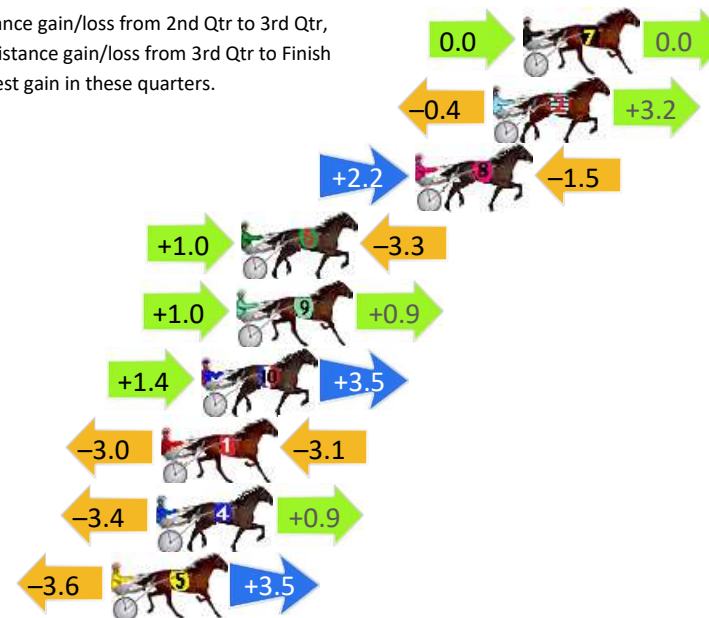 ance gain/loss from 2nd Qtr to 3rd Qtr,
istance gain/loss from 3rd Qtr to Finish
est gain in these quarters.
0.0 7 0.0
−0.4 +3.2
+2.2 8 −1.5
+1.0 6 −3.3
+1.0 9 +0.9
+1.4 10 +3.5
−3.0 1 −3.1
−3.4 4 +0.9
−3.6 5 +3.5